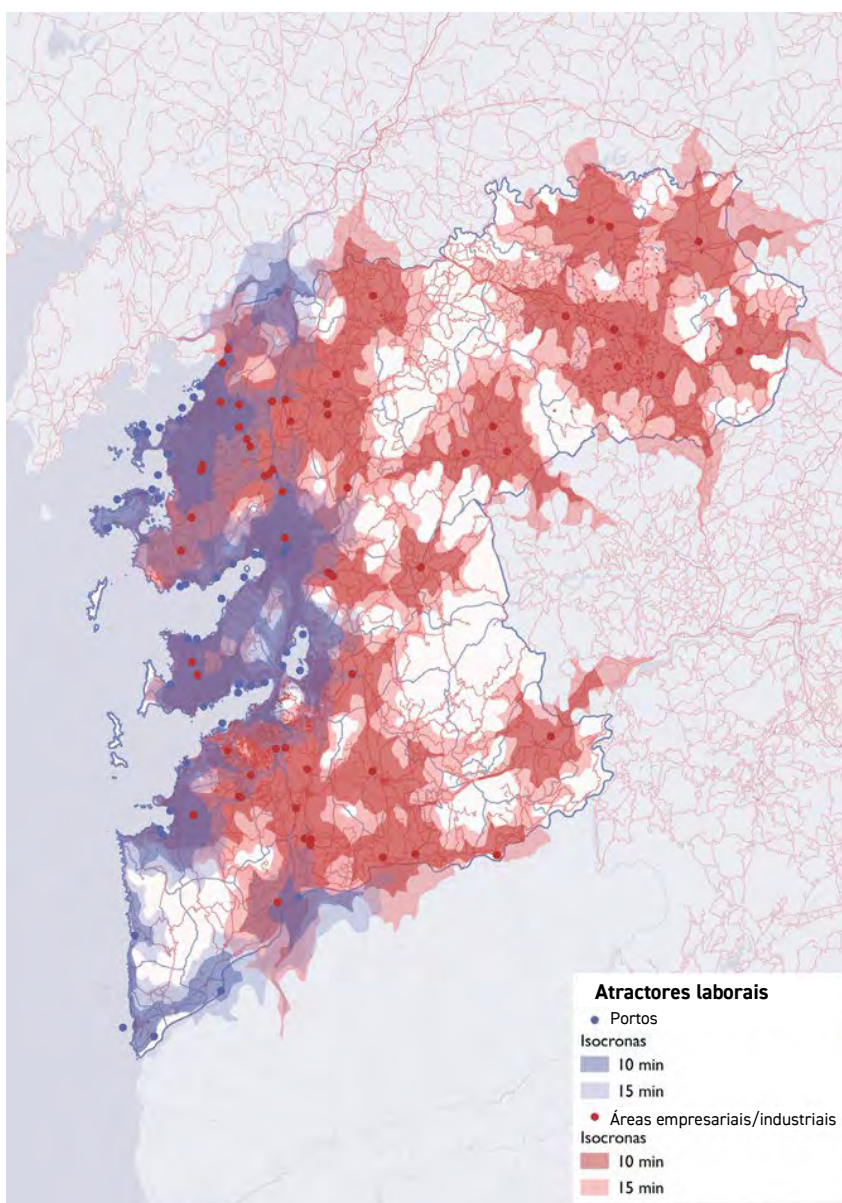 Atractores laborais
Portos
Isocronas
10 min
15 min
Áreas empresariais/industriais
Isocronas
10 min
15 min